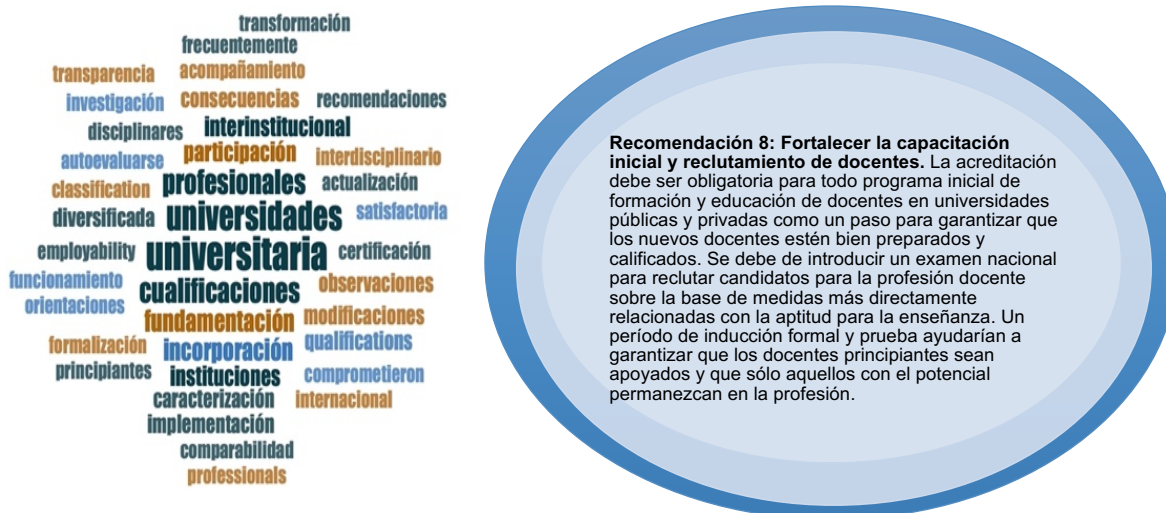 transformación
frecuentemente
transparencia acompañamiento
investigación consecuencias recomendaciones
disciplinares interinstitucional
autoevaluarse participación interdisciplinario
classification profesionales actualización
diversificada universidades satisfactoria
employability universitaria certificación
funcionamiento cualificaciones observaciones
orientaciones fundamentación modificaciones
formalización incorporación qualifications
principiantes instituciones comprometieron
caracterización internacional
implementación
comparabilidad
professionals
Recomendación 8: Fortalecer la capacitación
inicial y reclutamiento de docentes. La acreditación
debe ser obligatoria para todo programa inicial de
formación y educación de docentes en universidades
públicas y privadas como un paso para garantizar que
los nuevos docentes estén bien preparados y
calificados. Se debe de introducir un examen nacional
para reclutar candidatos para la profesión docente
sobre la base de medidas más directamente
relacionadas con la aptitud para la enseñanza. Un
período de inducción formal y prueba ayudarían a
garantizar que los docentes principiantes sean
apoyados y que sólo aquellos con el potencial
permanezcan en la profesión.